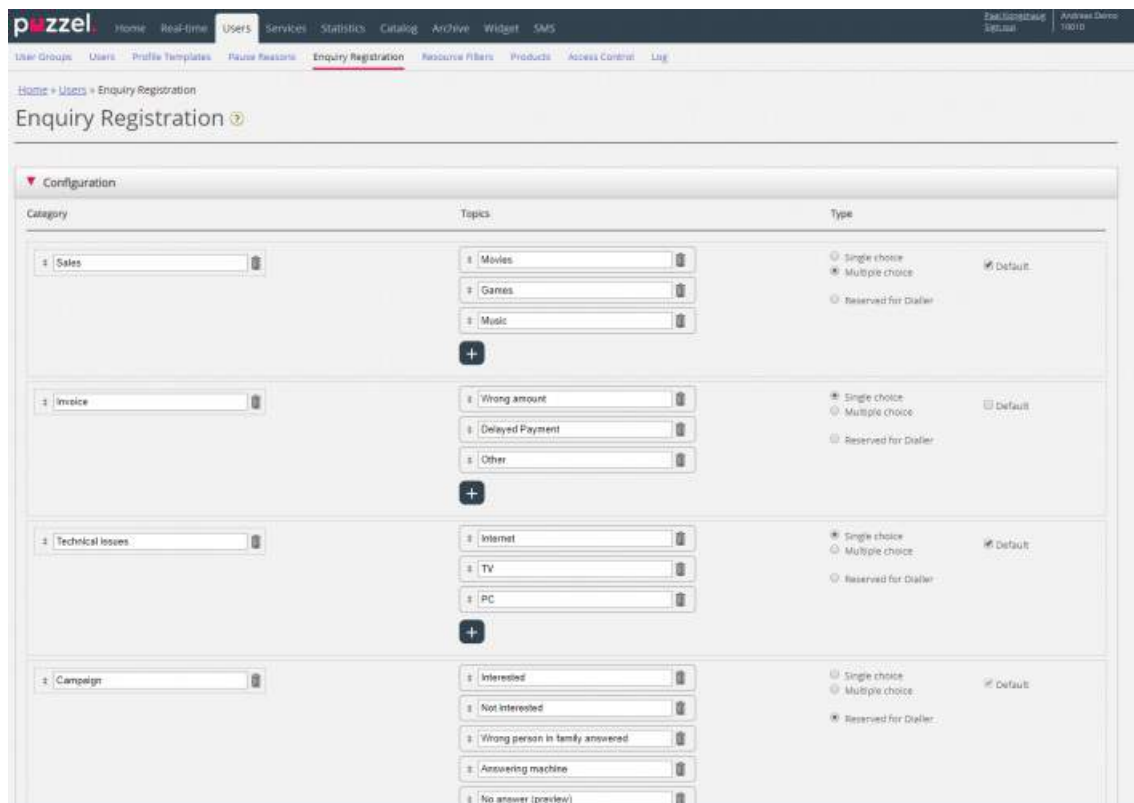 puzzel.
Home Real-time Users Services Statistics Catalog Archive Widget SMS
Sign out
Andreas Demo
10010
User Groups Users Profile Templates Pause Reasons Enquiry Registration Resource Filters Products Access Control Log
Home » Users » Enquiry Registration
Enquiry Registration ?
Configuration
Category Topics Type
Sales
Movies
Games
Music
+
Single choice
Multiple choice
Reserved for Dialler
Default
Invoice
Wrong amount
Delayed Payment
Other
+
Single choice
Multiple choice
Reserved for Dialler
Default
Technical issues
Internet
TV
PC
+
Single choice
Multiple choice
Reserved for Dialler
Default
Campaign
Interested
Not Interested
Wrong person in family answered
Answering machine
No answer (preview)
Single choice
Multiple choice
Reserved for Dialler
Default